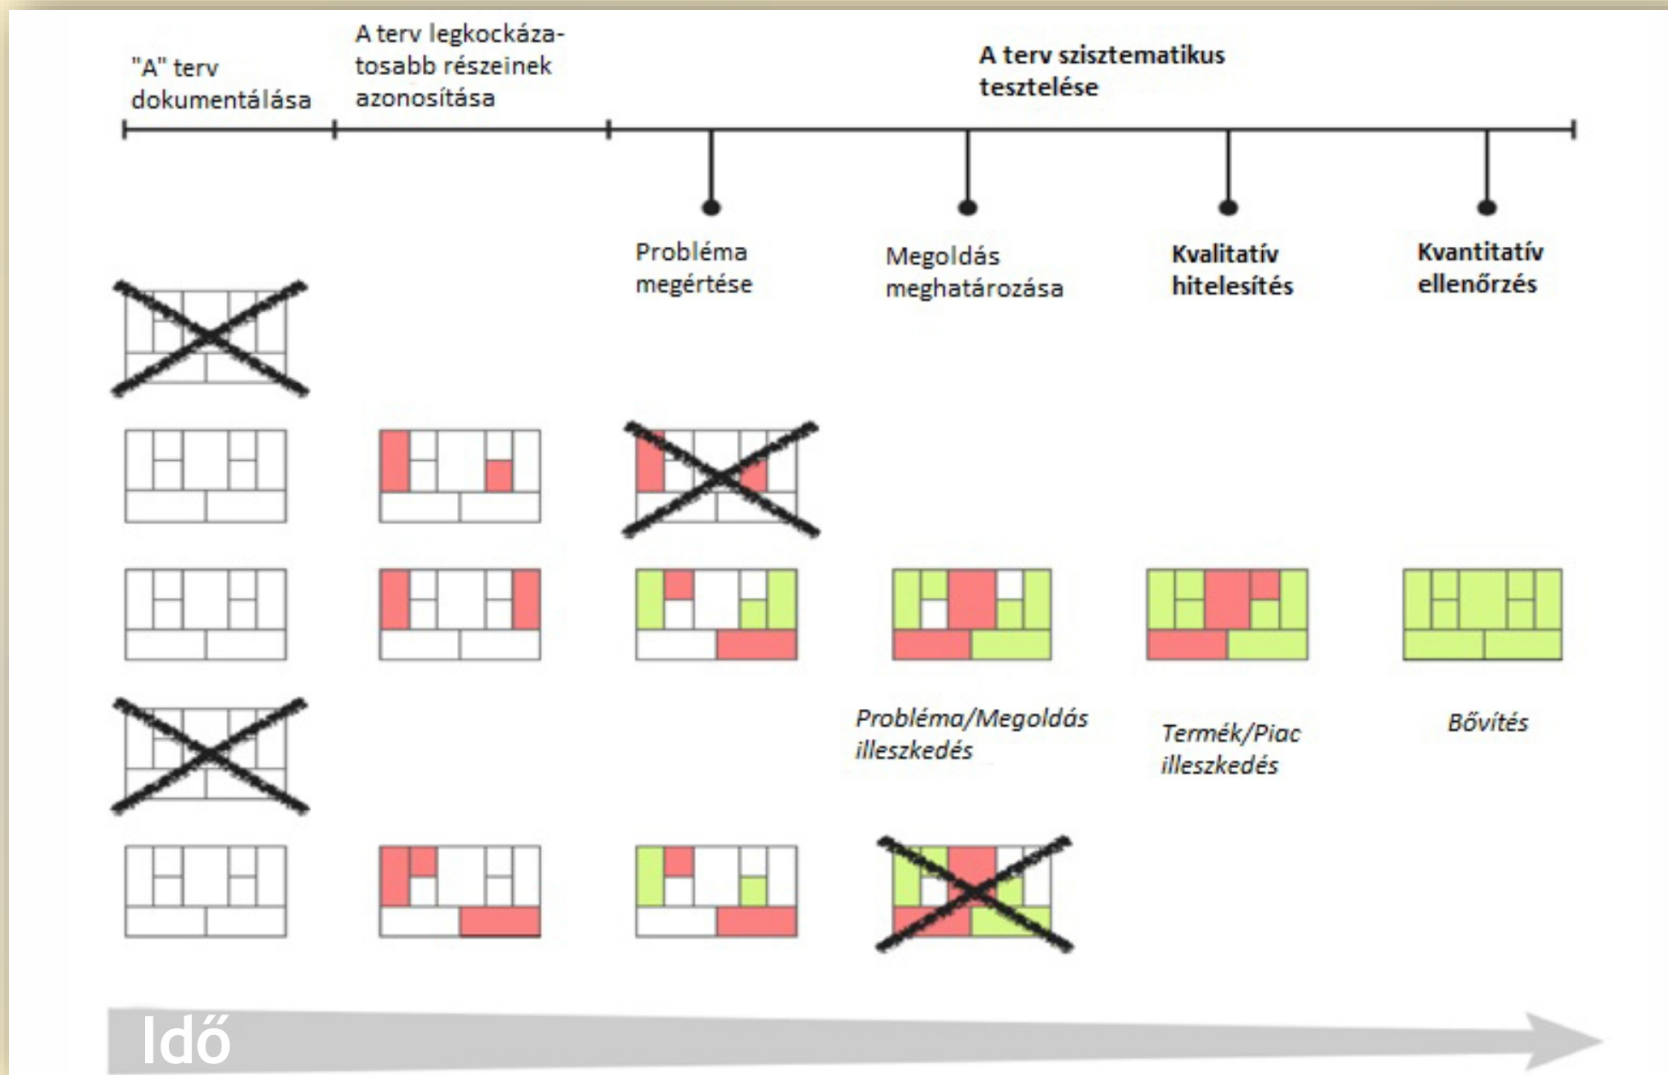 "A" terv
dokumentálása
A terv legkockáza-
tosabb részeinek
azonosítása
A terv szisztematikus
tesztelése
Probléma
megértése
Megoldás
meghatározása
Kvalitatív
hitelesítés
Kvantitatív
ellenőrzés
Probléma/Megoldás
illeszkedés
Termék/Piac
illeszkedés
Bővítés
Idő